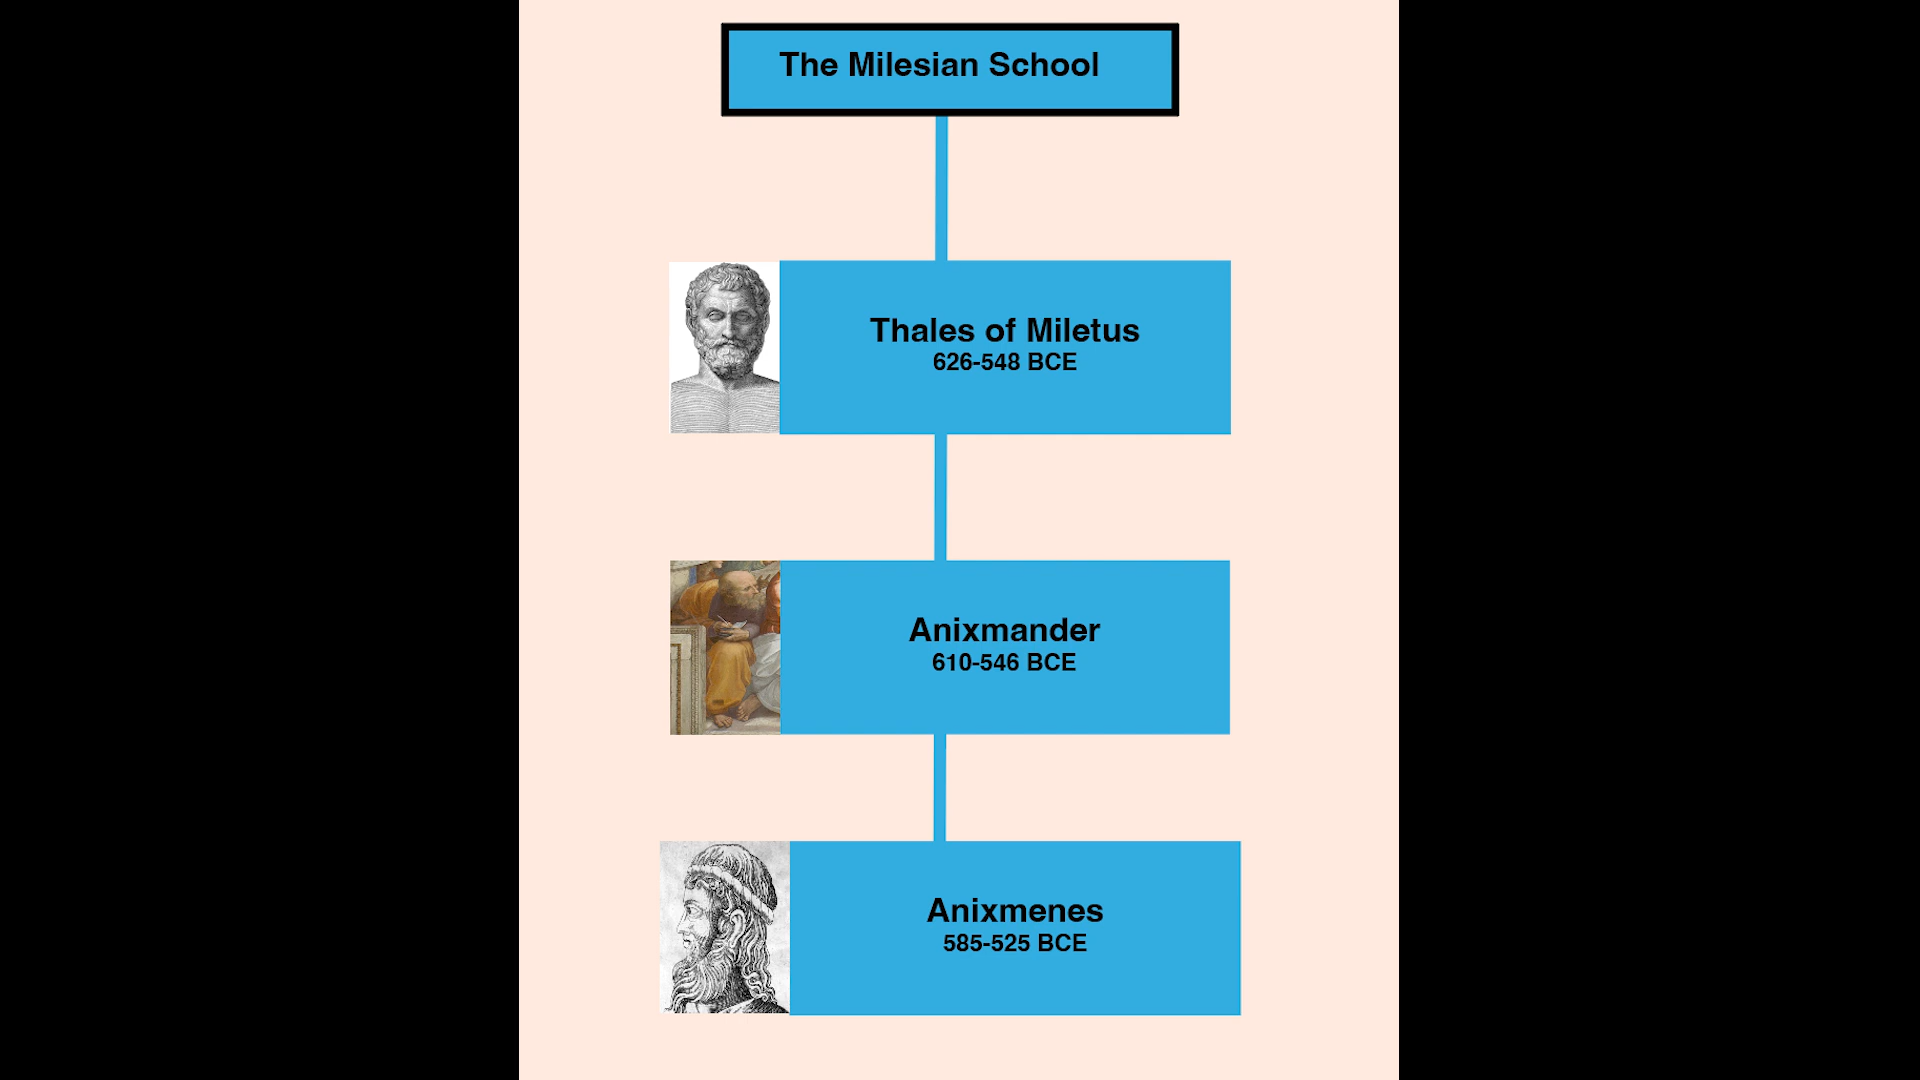 The Milesian School
Thales of Miletus
626-548 BCE
Anixmander
610-546 BCE
Anixmenes
585-525 BCE